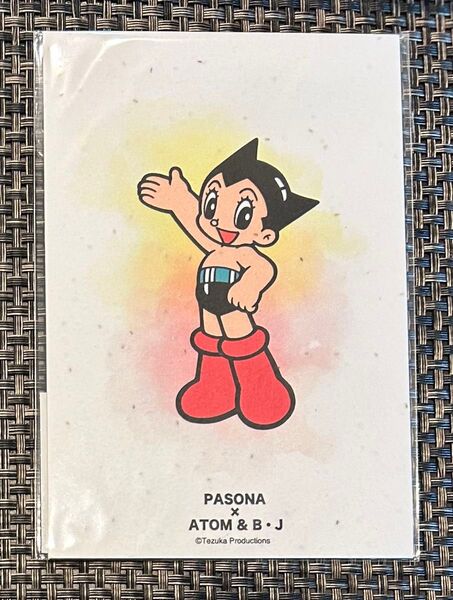 PASONA
×
ATOM & B・J
©Tezuka Productions